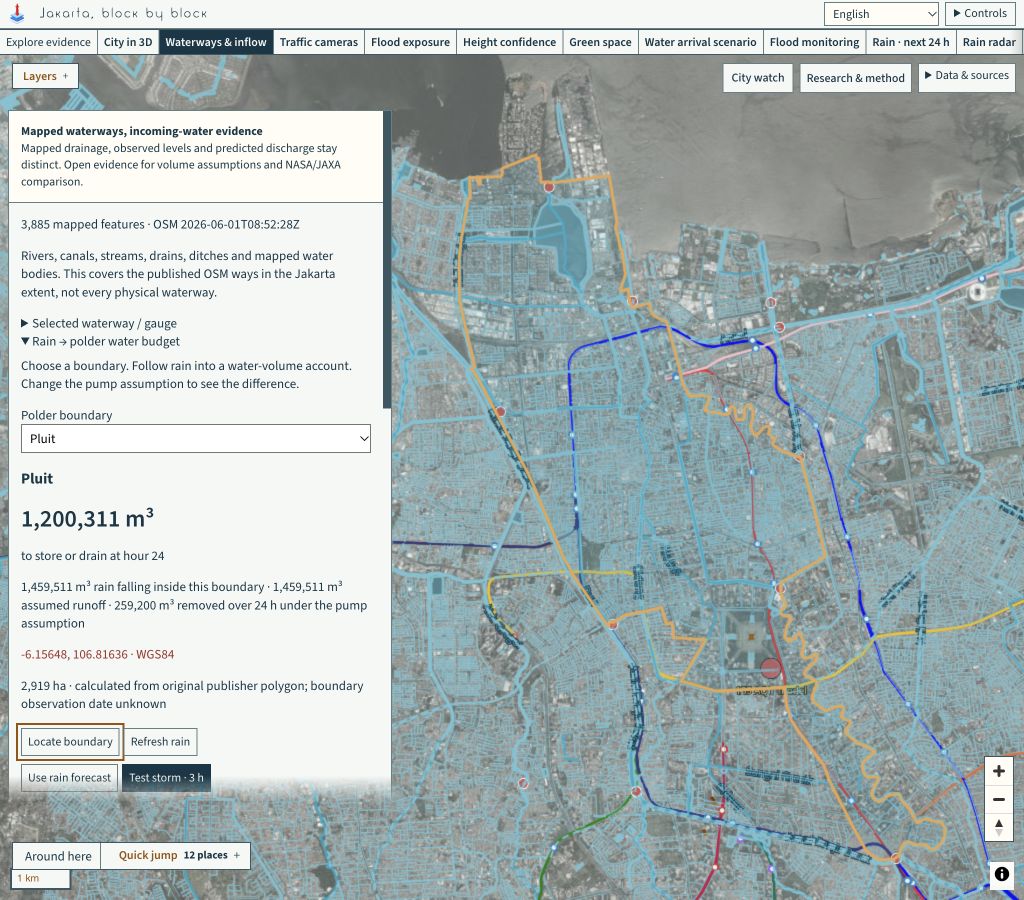 Jakarta, block by block
English
▶ Controls
Explore evidence
City in 3D
Waterways & inflow
Traffic cameras
Flood exposure
Height confidence
Green space
Water arrival scenario
Flood monitoring
Rain · next 24 h
Rain radar
Layers +
City watch
Research & method
▶ Data & sources
Mapped waterways, incoming-water evidence
Mapped drainage, observed levels and predicted discharge stay
distinct. Open evidence for volume assumptions and NASA/JAXA
comparison.
3,885 mapped features · OSM 2026-06-01T08:52:28Z
Rivers, canals, streams, drains, ditches and mapped water
bodies. This covers the published OSM ways in the Jakarta
extent, not every physical waterway.
▶ Selected waterway / gauge
▼ Rain → polder water budget
Choose a boundary. Follow rain into a water-volume account.
Change the pump assumption to see the difference.
Polder boundary
Pluit
Pluit
1,200,311 m³
to store or drain at hour 24
1,459,511 m³ rain falling inside this boundary · 1,459,511 m³
assumed runoff · 259,200 m³ removed over 24 h under the pump
assumption
-6.15648, 106.81636 · WGS84
2,919 ha · calculated from original publisher polygon; boundary
observation date unknown
Locate boundary
Refresh rain
Use rain forecast
Test storm · 3 h
Around here
Quick jump 12 places +
1 km